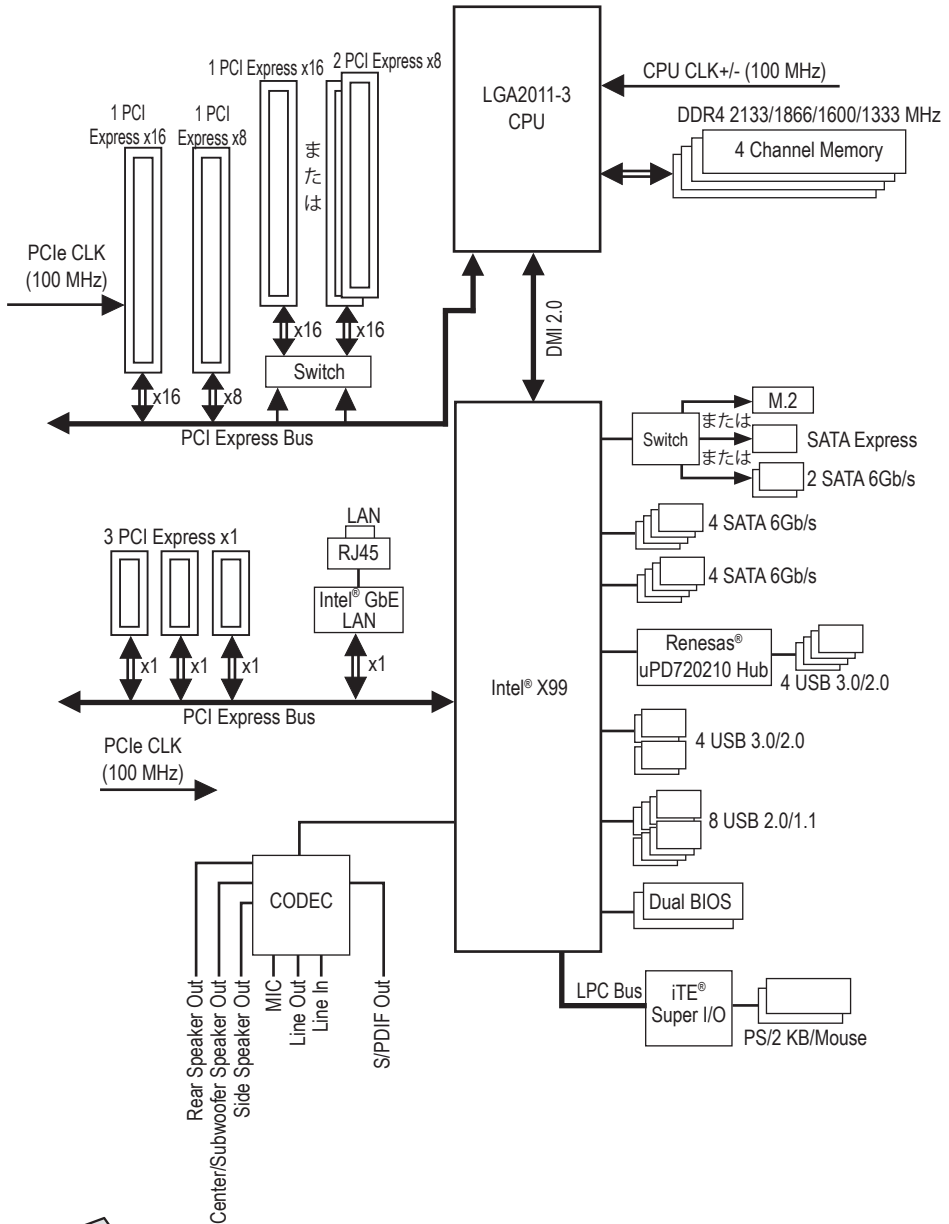 1 PCI Express x16
2 PCI Express x8
LGA2011-3
CPU
CPU CLK+/- (100 MHz)
DDR4 2133/1866/1600/1333 MHz
4 Channel Memory
1 PCI
Express x16
1 PCI
Express x8
または
PCIe CLK
(100 MHz)
x16
x16
Switch
x16
x8
PCI Express Bus
DMI 2.0
Switch
M.2
または
SATA Express
または
2 SATA 6Gb/s
4 SATA 6Gb/s
4 SATA 6Gb/s
3 PCI Express x1
LAN
RJ45
Intel® GbE
LAN
x1
x1
x1
x1
PCI Express Bus
PCIe CLK
(100 MHz)
Intel® X99
Renesas®
uPD720210 Hub
4 USB 3.0/2.0
4 USB 3.0/2.0
8 USB 2.0/1.1
Dual BIOS
CODEC
LPC Bus
iTE®
Super I/O
PS/2 KB/Mouse
Rear Speaker Out
Center/Subwoofer Speaker Out
Side Speaker Out
MIC
Line Out
Line In
S/PDIF Out